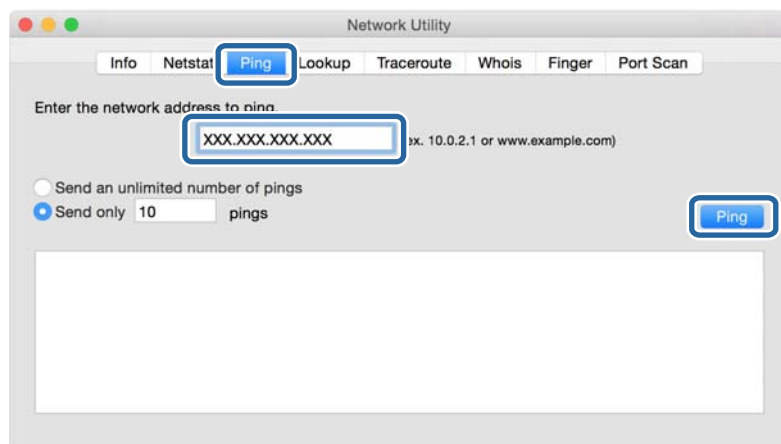 Network Utility
Info Netstat Ping Lookup Traceroute Whois Finger Port Scan
Enter the network address to ping.
XXX.XXX.XXX.XXX ex. 10.0.2.1 or www.example.com)
Send an unlimited number of pings
Send only 10 pings
Ping